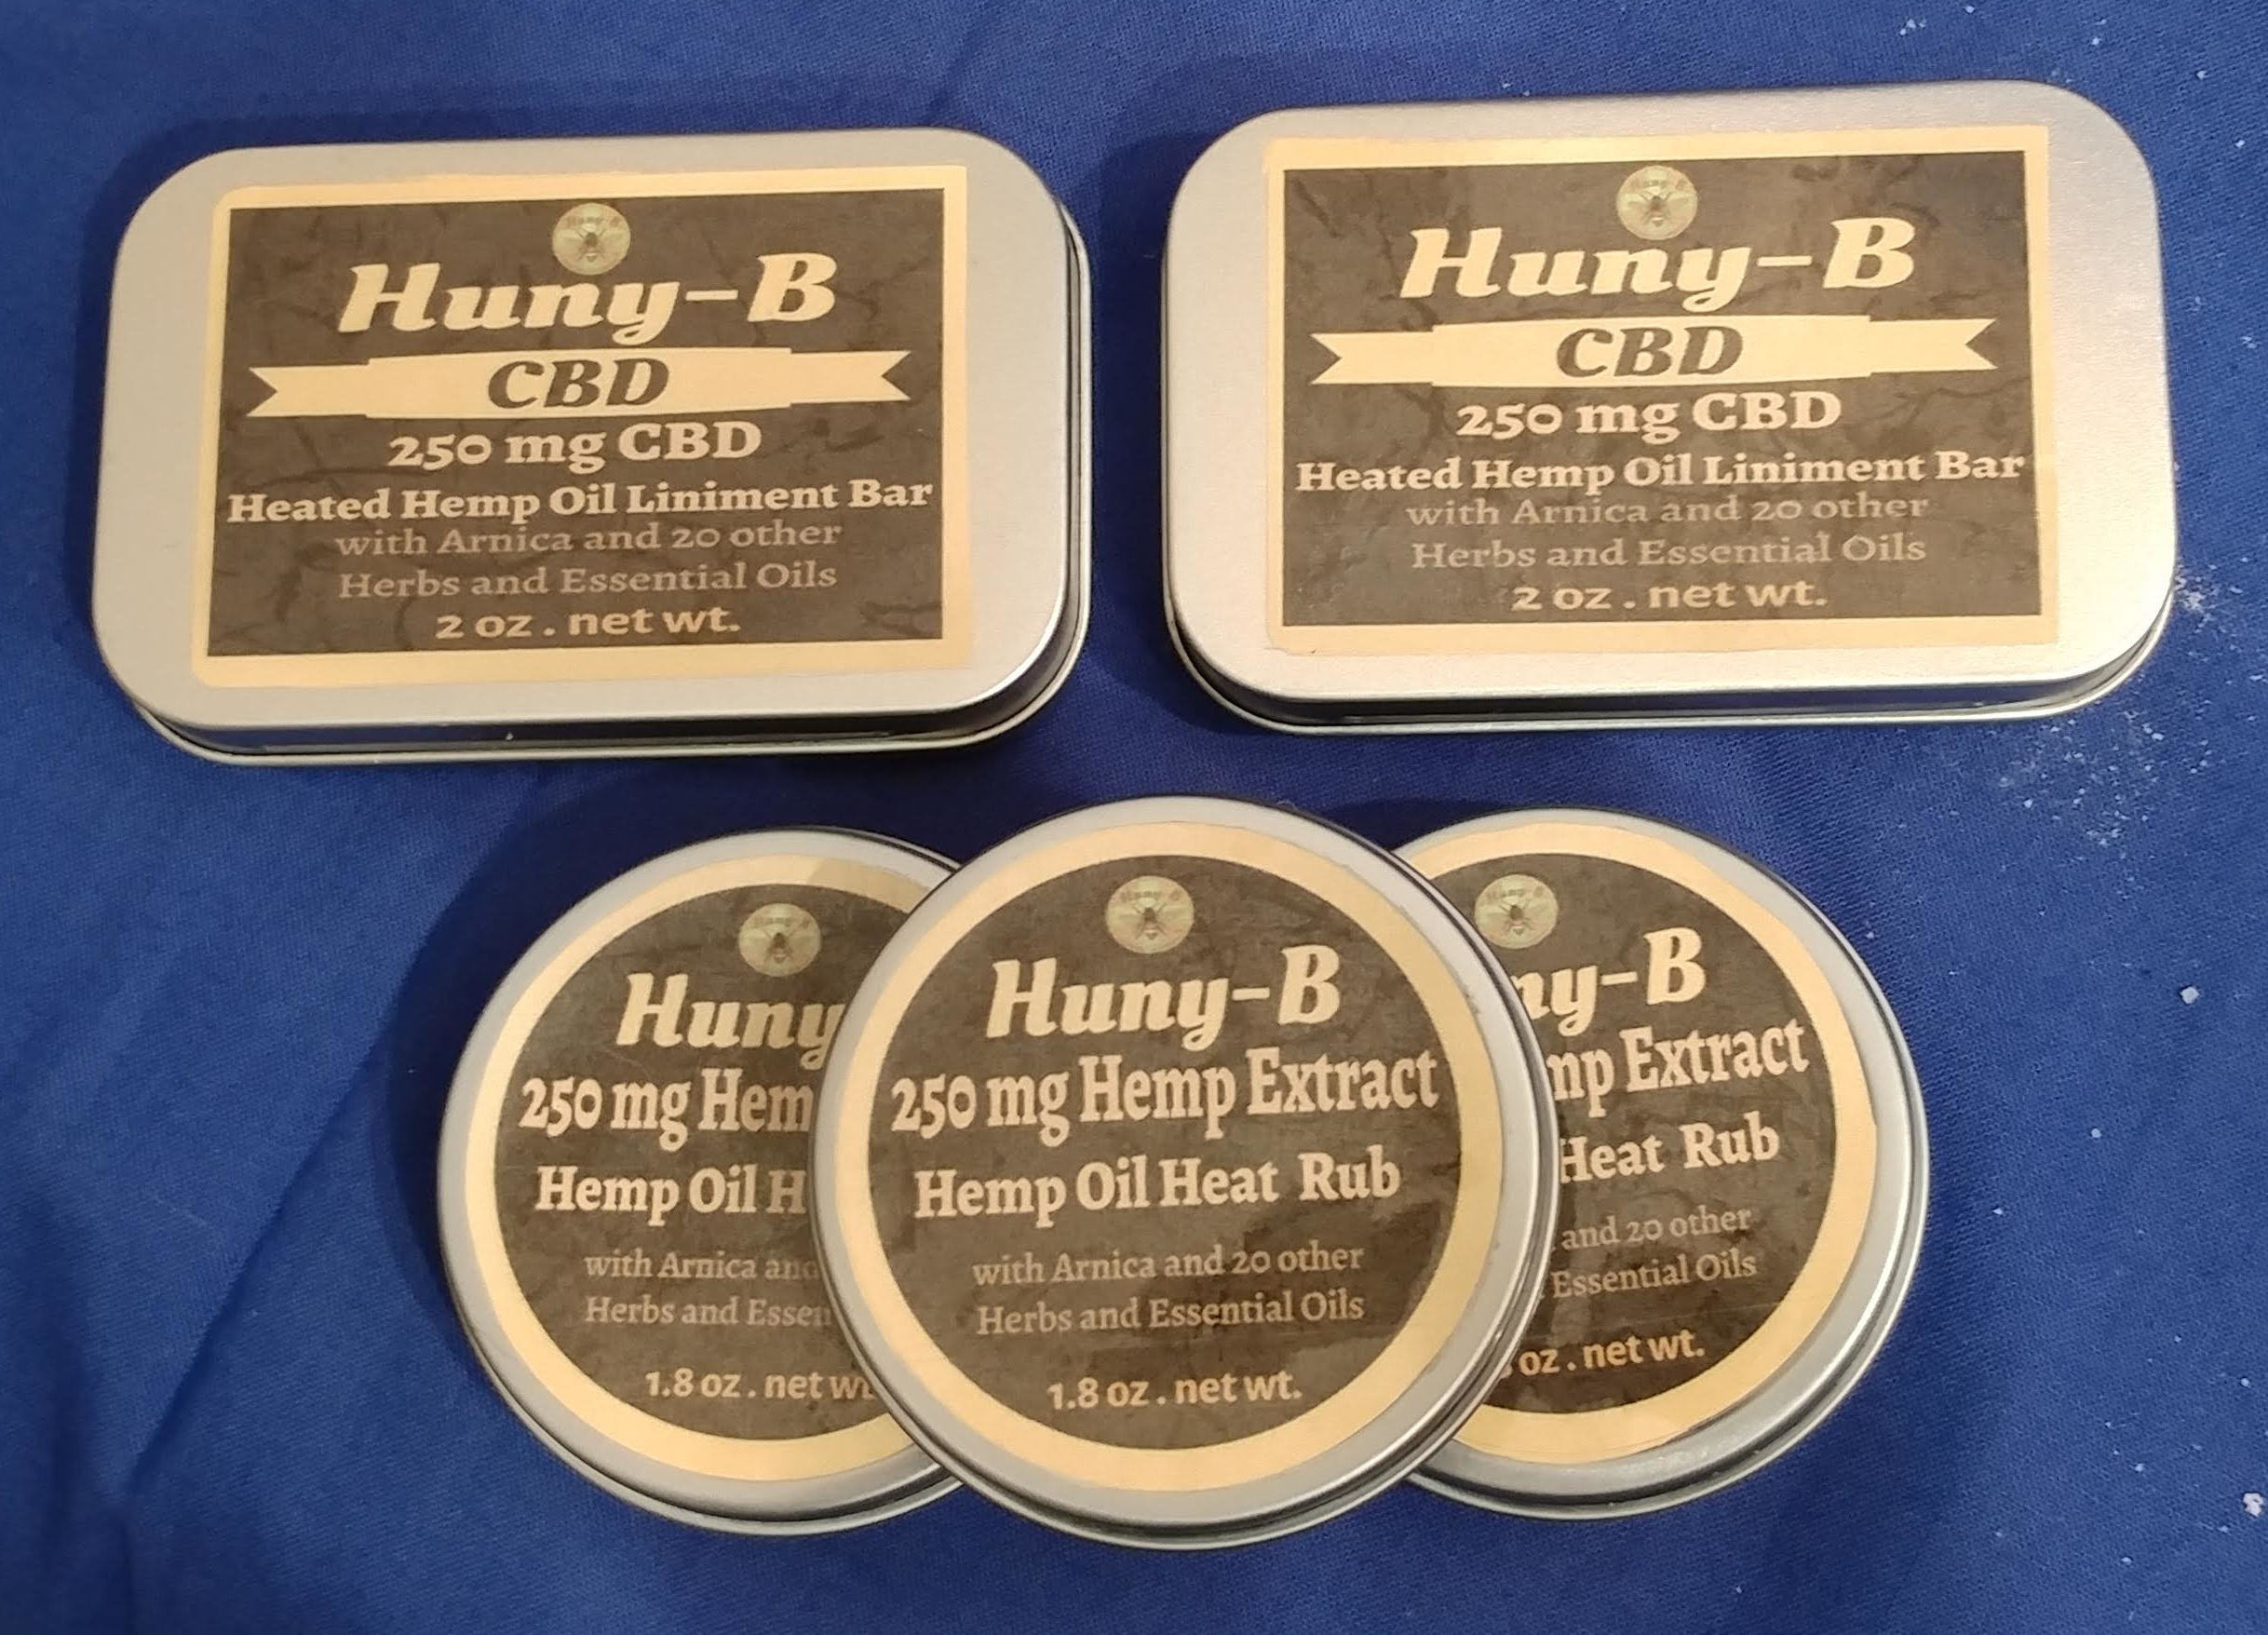 Huny-B
CBD
250 mg CBD
Heated Hemp Oil Liniment Bar
with Arnica and 20 other
Herbs and Essential Oils
2 oz . net wt.
Huny-B
CBD
250 mg CBD
Heated Hemp Oil Liniment Bar
with Arnica and 20 other
Herbs and Essential Oils
2 oz . net wt.
Huny
250 mg Hem
Hemp Oil H
with Arnica and
Herbs and Essen
1.8 oz . net wt
Huny-B
Huny-B
250 mg Hemp Extract
Hemp Oil Heat Rub
with Arnica and 20 other
Herbs and Essential Oils
1.8 oz . net wt.
ny-B
mp Extract
Heat Rub
and 20 other
Essential Oils
oz . net wt.